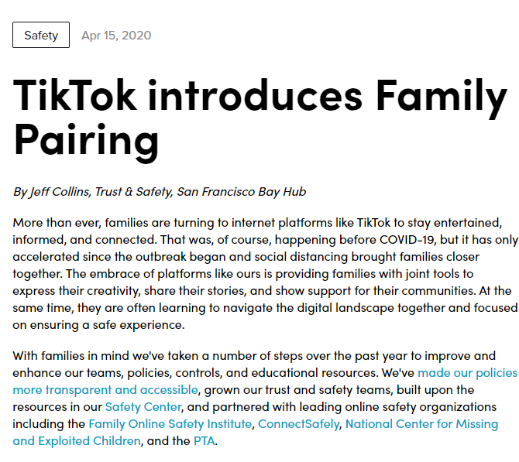 Safety Apr 15, 2020
TikTok introduces Family
Pairing
By Jeff Collins, Trust & Safety, San Francisco Bay Hub
More than ever, families are turning to internet platforms like TikTok to stay entertained,
informed, and connected. That was, of course, happening before COVID-19, but it has only
accelerated since the outbreak began and social distancing brought families closer
together. The embrace of platforms like ours is providing families with joint tools to
express their creativity, share their stories, and show support for their communities. At the
same time, they are often learning to navigate the digital landscape together and focused
on ensuring a safe experience.
With families in mind we've taken a number of steps over the past year to improve and
enhance our teams, policies, controls, and educational resources. We've made our policies
more transparent and accessible, grown our trust and safety teams, built upon the
resources in our Safety Center, and partnered with leading online safety organizations
including the Family Online Safety Institute, ConnectSafely, National Center for Missing
and Exploited Children, and the PTA.